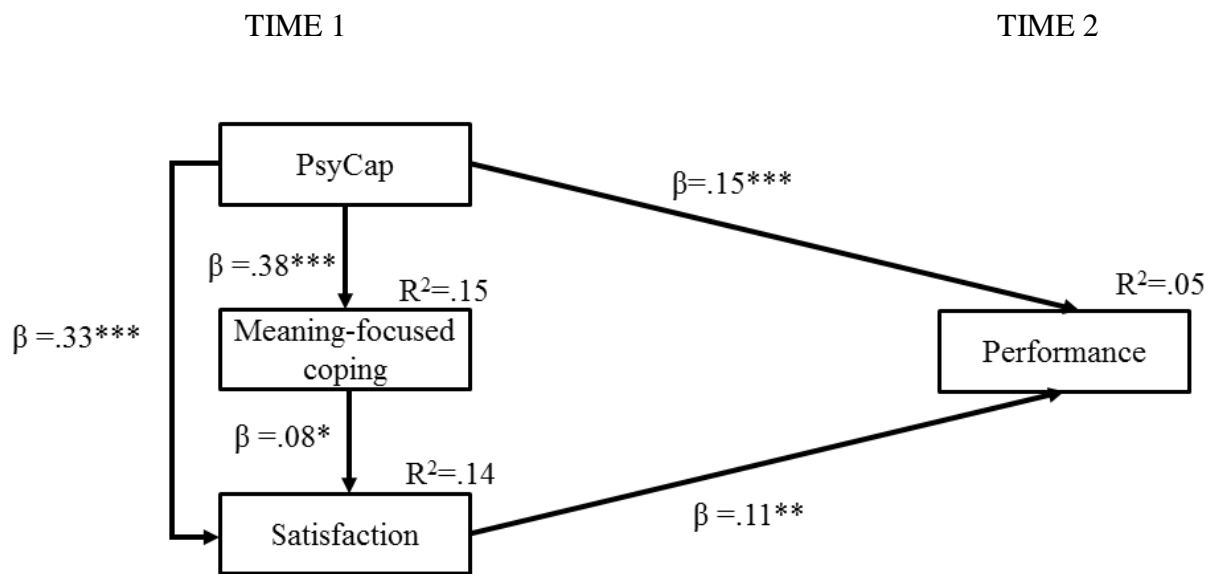 TIME 1
TIME 2
PsyCap
β=.15***
β =.38***
R²=.15
R²=.05
β =.33***
Meaning-focused
coping
Performance
β =.08*
R²=.14
Satisfaction
β =.11**